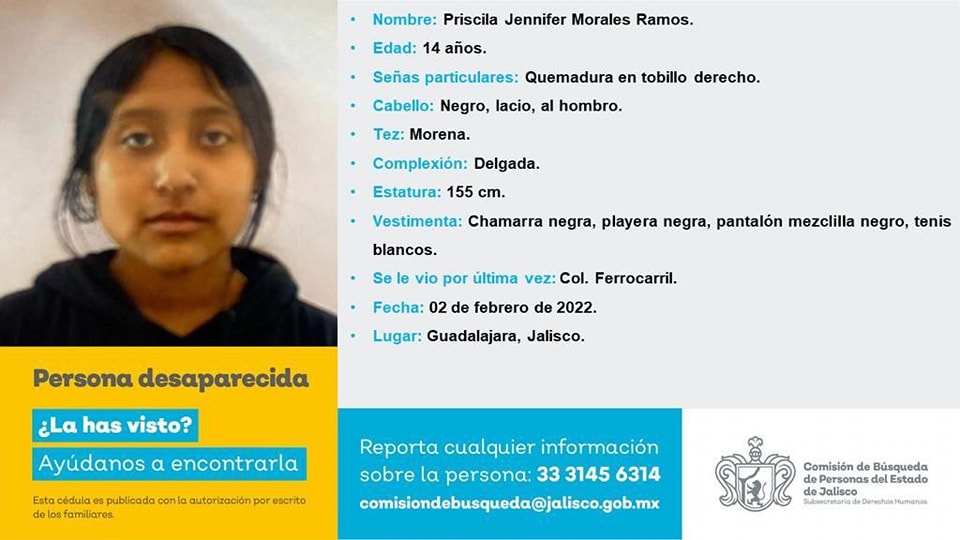 Nombre: Priscila Jennifer Morales Ramos.
Edad: 14 años.
Señas particulares: Quemadura en tobillo derecho.
Cabello: Negro, lacio, al hombro.
Tez: Morena.
Complexión: Delgada.
Estatura: 155 cm.
Vestimenta: Chamarra negra, playera negra, pantalón mezclilla negro, tenis
blancos.
Se le vio por última vez: Col. Ferrocarril.
Fecha: 02 de febrero de 2022.
Lugar: Guadalajara, Jalisco.
Persona desaparecida
¿La has visto?
Ayúdanos a encontrarla
Esta cédula es publicada con la autorización por escrito
de los familiares.
Reporta cualquier información
sobre la persona: 33 3145 6314
comisiondebusqueda@jalisco.gob.mx
Comisión de Búsqueda
de Personas del Estado
de Jalisco
Subsecretaría de Derechos Humanos